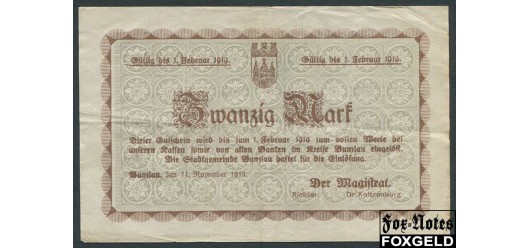 Gültig bis 1. Februar 1919. Gültig bis 1. Februar 1919.
Zwanzig Mark
Dieser Gutschein wird bis zum 1. Februar 1919 zum vollen Werte bei
unseren Kassen sowie von allen Banken im Kreise Bunzlau eingelöst.
Die Stadtgemeinde Bunzlau haftet für die Einlösung.
Bunzlau, den 11. November 1918.
Der Magistrat.
Richter. Dr. Kottenburg
Fox-Notes
FOXGELD